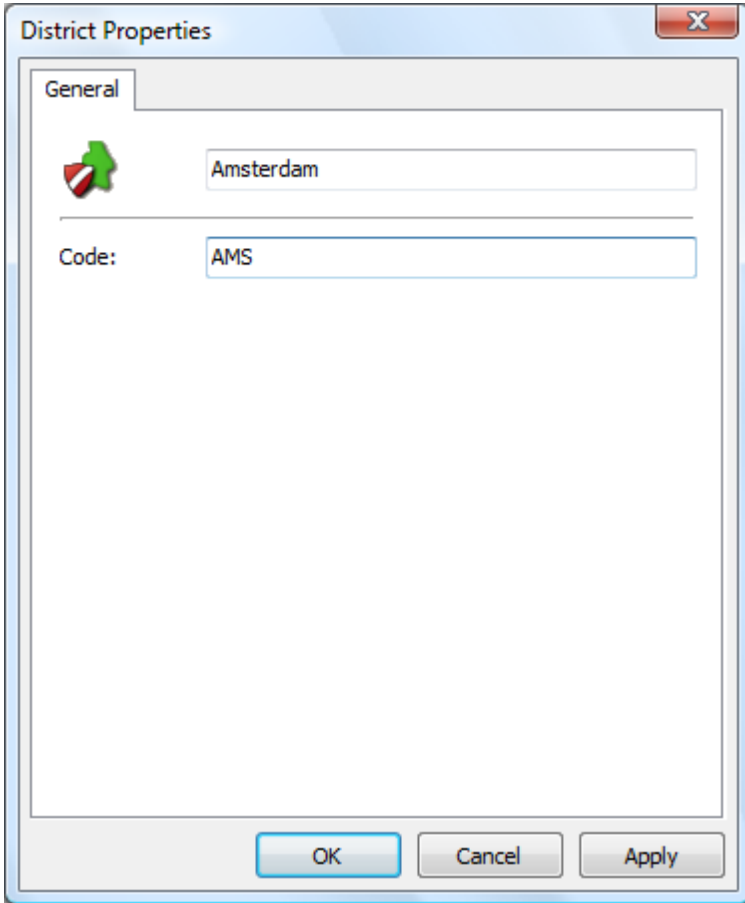 District Properties
General
Amsterdam
Code: AMS
OK Cancel Apply